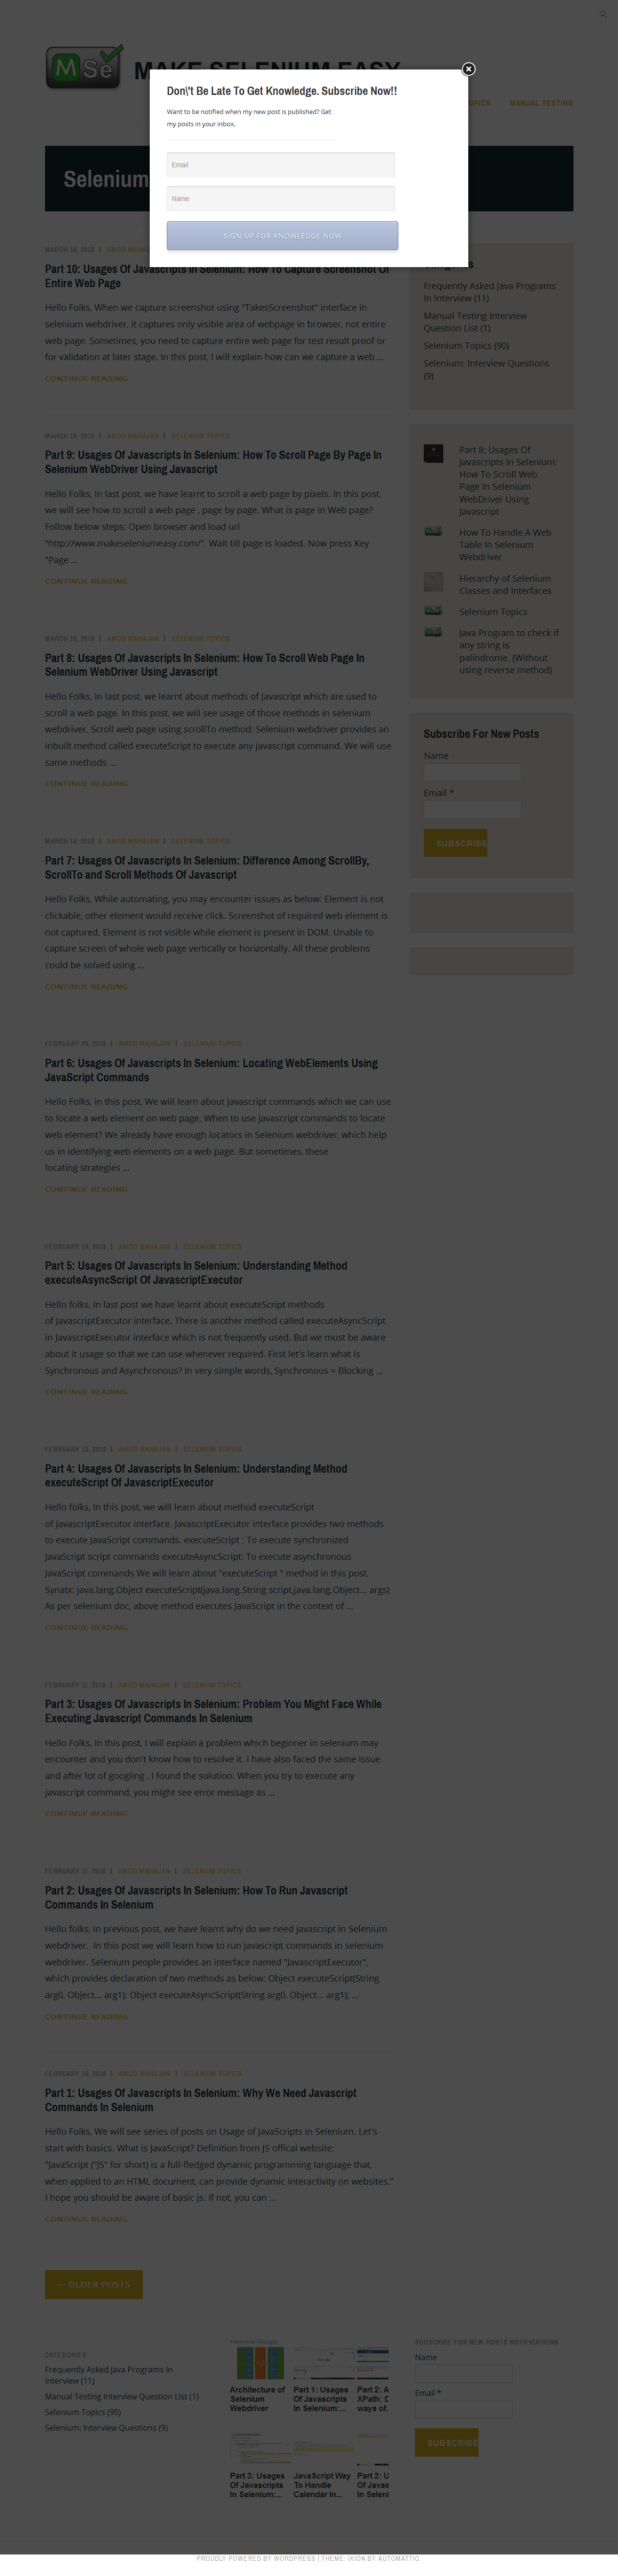 MAKE SELENIUM EASY
Don\'t Be Late To Get Knowledge. Subscribe Now!!
Want to be notified when my new post is published? Get
my posts in your inbox.
Email
Name
SIGN UP FOR KNOWLEDGE NOW
TOPICS
MANUAL TESTING
Selenium
MARCH 19, 2018 | AMOD MAHAJAN
Part 10: Usages Of Javascripts In Selenium: How To Capture Screenshot Of
Entire Web Page
Hello Folks, When we capture screenshot using "TakesScreenshot" interface in
selenium webdriver, it captures only visible area of webpage in browser, not entire
web page. Sometimes, you need to capture entire web page for test result proof or
for validation at later stage. In this post, I will explain how can we capture a web …
CONTINUE READING
MARCH 18, 2018 | AMOD MAHAJAN | SELENIUM TOPICS
Part 9: Usages Of Javascripts In Selenium: How To Scroll Page By Page In
Selenium WebDriver Using Javascript
Hello Folks, In last post, we have learnt to scroll a web page by pixels. In this post,
we will see how to scroll a web page , page by page. What is page in Web page?
Follow below steps: Open browser and load url
"http://www.makeseleniumeasy.com/". Wait till page is loaded. Now press Key
"Page …
CONTINUE READING
MARCH 18, 2018 | AMOD MAHAJAN | SELENIUM TOPICS
Part 8: Usages Of Javascripts In Selenium: How To Scroll Web Page In
Selenium WebDriver Using Javascript
Hello Folks, In last post, we learnt about methods of Javascript which are used to
scroll a web page. In this post, we will see usage of those methods in selenium
webdriver. Scroll web page using scrollTo method: Selenium webdriver provides an
inbuilt method called executeScript to execute any javascript command. We will use
same methods …
CONTINUE READING
MARCH 14, 2018 | AMOD MAHAJAN | SELENIUM TOPICS
Part 7: Usages Of Javascripts In Selenium: Difference Among ScrollBy,
ScrollTo and Scroll Methods Of Javascript
Hello Folks, While automating, you may encounter issues as below: Element is not
clickable, other element would receive click. Screenshot of required web element is
not captured. Element is not visible while element is present in DOM. Unable to
capture screen of whole web page vertically or horizontally. All these problems
could be solved using …
CONTINUE READING
FEBRUARY 25, 2018 | AMOD MAHAJAN | SELENIUM TOPICS
Part 6: Usages Of Javascripts In Selenium: Locating WebElements Using
JavaScript Commands
Hello Folks, In this post, We will learn about javascript commands which we can use
to locate a web element on web page. When to use javascript commands to locate
web element? We already have enough locators in Selenium webdriver, which help
us in identifying web elements on a web page. But sometimes, these
locating strategies …
CONTINUE READING
FEBRUARY 19, 2018 | AMOD MAHAJAN | SELENIUM TOPICS
Part 5: Usages Of Javascripts In Selenium: Understanding Method
executeAsyncScript Of JavascriptExecutor
Hello folks, In last post we have learnt about executeScript methods
of JavascriptExecutor interface. There is another method called executeAsyncScript
in JavascriptExecutor interface which is not frequently used. But we must be aware
about it usage so that we can use whenever required. First let's learn what is
Synchronous and Asynchronous? In very simple words, Synchronous = Blocking …
CONTINUE READING
FEBRUARY 13, 2018 | AMOD MAHAJAN | SELENIUM TOPICS
Part 4: Usages Of Javascripts In Selenium: Understanding Method
executeScript Of JavascriptExecutor
Hello folks, In this post, we will learn about method executeScript
of JavascriptExecutor interface. JavascriptExecutor interface provides two methods
to execute JavaScript commands. executeScript : To execute synchronized
JavaScript script commands executeAsyncScript: To execute asynchronous
JavaScript commands We will learn about "executeScript " method in this post.
Synatx: java.lang.Object executeScript(java.lang.String script,java.lang.Object... args)
As per selenium doc, above method executes JavaScript in the context of …
CONTINUE READING
FEBRUARY 11, 2018 | AMOD MAHAJAN | SELENIUM TOPICS
Part 3: Usages Of Javascripts In Selenium: Problem You Might Face While
Executing Javascript Commands In Selenium
Hello Folks, In this post, I will explain a problem which beginner in selenium may
encounter and you don't know how to resolve it. I have also faced the same issue
and after lot of googling , I found the solution. When you try to execute any
javascript command, you might see error message as …
CONTINUE READING
FEBRUARY 11, 2018 | AMOD MAHAJAN | SELENIUM TOPICS
Part 2: Usages Of Javascripts In Selenium: How To Run Javascript
Commands In Selenium
Hello folks, In previous post, we have learnt why do we need javascript in Selenium
webdriver.  In this post we will learn how to run javascript commands in selenium
webdriver. Selenium people provides an interface named "JavascriptExecutor",
which provides declaration of two methods as below: Object executeScript(String
arg0, Object... arg1); Object executeAsyncScript(String arg0, Object... arg1); …
CONTINUE READING
FEBRUARY 10, 2018 | AMOD MAHAJAN | SELENIUM TOPICS
Part 1: Usages Of Javascripts In Selenium: Why We Need Javascript
Commands In Selenium
Hello Folks, We will see series of posts on Usage of JavaScripts in Selenium. Let's
start with basics. What is JavaScript? Definition from JS offical website:
"JavaScript ("JS" for short) is a full-fledged dynamic programming language that,
when applied to an HTML document, can provide dynamic interactivity on websites."
I hope you should be aware of basic js. If not, you can …
CONTINUE READING
← OLDER POSTS
Frequently Asked Java Programs
In Interview (11)
Manual Testing Interview
Question List (1)
Selenium Topics (90)
Selenium: Interview Questions
(9)
Part 8: Usages Of
Javascripts In Selenium:
How To Scroll Web
Page In Selenium
WebDriver Using
Javascript
How To Handle A Web
Table In Selenium
Webdriver
Hierarchy of Selenium
Classes and Interfaces
Selenium Topics
Java Program to check if
any string is
palindrome. (Without
using reverse method)
Subscribe For New Posts
Name
Email *
SUBSCRIBE
CATEGORIES
Frequently Asked Java Programs In
Interview (11)
Manual Testing Interview Question List (1)
Selenium Topics (90)
Selenium: Interview Questions (9)
Architecture of
Selenium
Webdriver
Part 1: Usages
Of Javascripts
In Selenium:...
Part 2: A
XPath: D
ways of.
Part 3: Usages
Of Javascripts
In Selenium:...
JavaScript Way
To Handle
Calendar In...
Part 2: U
Of Javas
In Seleni
SUBSCRIBE FOR NEW POSTS NOTIFICATIONS
Name
Email *
SUBSCRIBE
PROUDLY POWERED BY WORDPRESS | THEME: IXION BY AUTOMATTIC.